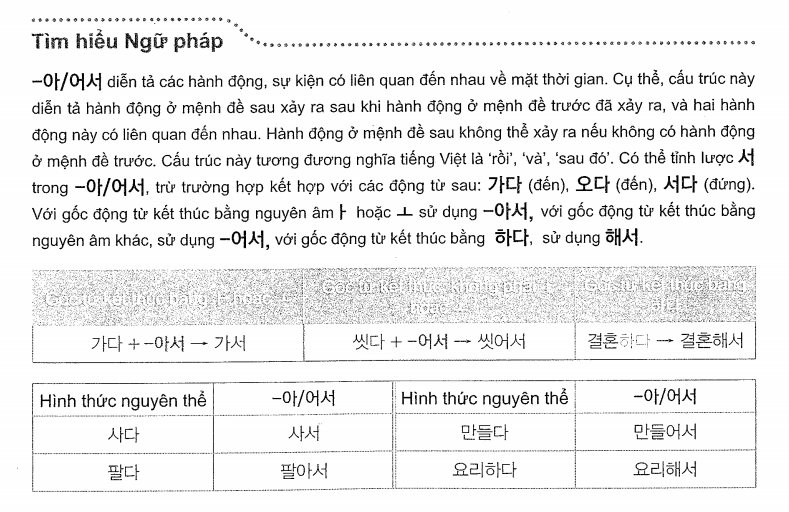 Tìm hiểu Ngữ pháp
–아/어서 diễn tả các hành động, sự kiện có liên quan đến nhau về mặt thời gian. Cụ thể, cấu trúc này
diễn tả hành động ở mệnh đề sau xảy ra sau khi hành động ở mệnh đề trước đã xảy ra, và hai hành
động này có liên quan đến nhau. Hành động ở mệnh đề sau không thể xảy ra nếu không có hành động
ở mệnh đề trước. Cấu trúc này tương đương nghĩa tiếng Việt là ‘rồi’, ‘và’, ‘sau đó’. Có thể tỉnh lược 서
trong –아/어서, trừ trường hợp kết hợp với các động từ sau: 가다 (đến), 오다 (đến), 서다 (đứng).
Với gốc động từ kết thúc bằng nguyên âm ㅏ hoặc ㅗ sử dụng –아서, với gốc động từ kết thúc bằng
nguyên âm khác, sử dụng –어서, với gốc động từ kết thúc bằng 하다, sử dụng 해서.
Gốc từ kết thúc bằng ㅏ hoặc ㅗ
Gốc từ kết thúc không phải ㅏ
hoặc ㅗ
Gốc từ kết thúc bằng
하다
가다 + –아서 → 가서
씻다 + –어서 → 씻어서
결혼하다 → 결혼해서
Hình thức nguyên thể –아/어서 Hình thức nguyên thể –아/어서
사다 사서 만들다 만들어서
팔다 팔아서 요리하다 요리해서